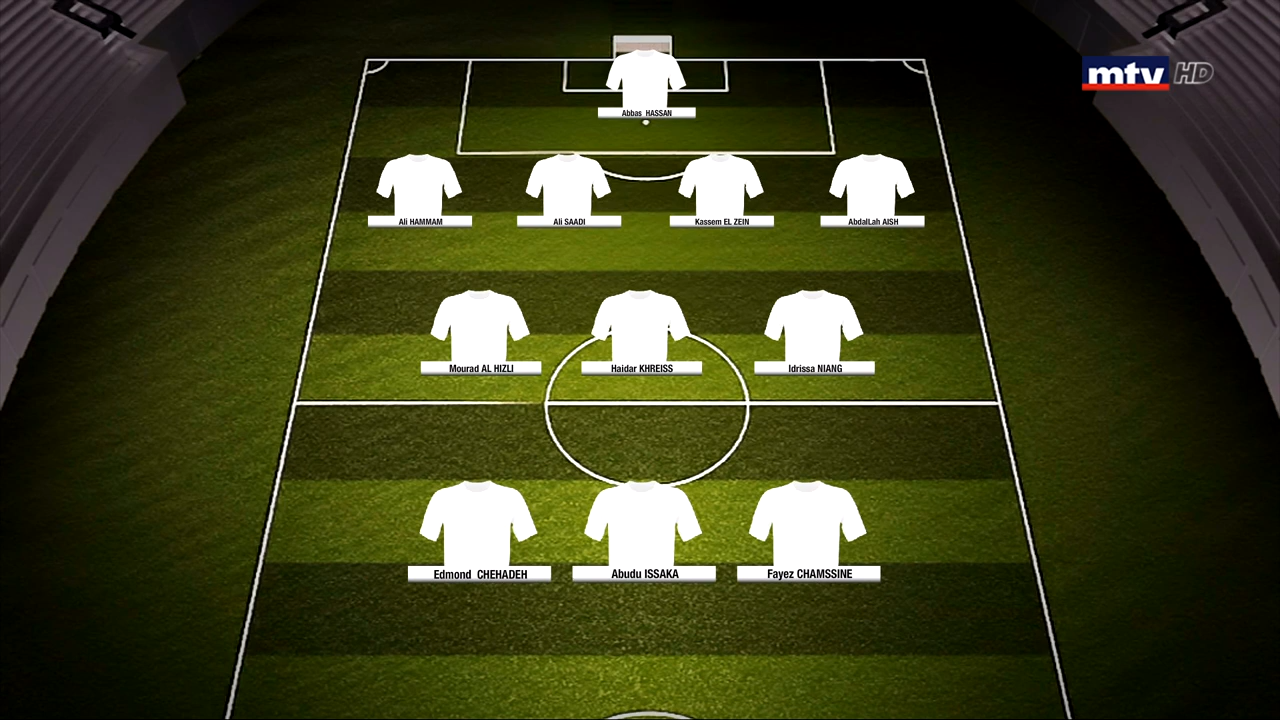 mtv HD
Abbas HASSAN
Ali HAMMAM
Ali SAADI
Kassem EL ZEIN
AbdalLah AISH
Mourad AL HIZLI
Haidar KHREISS
Idrissa NIANG
Edmond CHEHADEH
Abudu ISSAKA
Fayez CHAMSSINE